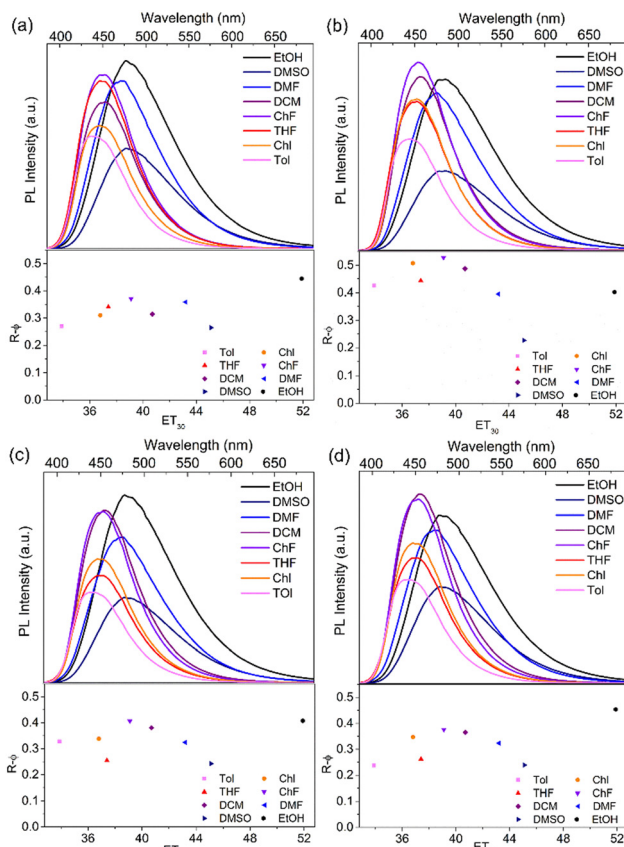 (a)
Wavelength (nm)
400 450 500 550 600 650
PL Intensity (a.u.)
EtOH
DMSO
DMF
DCM
ChF
THF
Chl
Tol
R-ϕ
0.5
0.4
0.3
0.2
0.1
0.0
Tol Chl
THF ChF
DCM DMF
DMSO EtOH
36 40 44 48 52
ET30
(b)
Wavelength (nm)
400 450 500 550 600 650
PL Intensity (a.u.)
EtOH
DMSO
DMF
DCM
ChF
THF
Chl
Tol
R-ϕ
0.5
0.4
0.3
0.2
0.1
0.0
Tol Chl
THF ChF
DCM DMF
DMSO EtOH
36 40 44 48 52
ET30
(c)
Wavelength (nm)
400 450 500 550 600 650
PL Intensity (a.u.)
EtOH
DMSO
DMF
DCM
ChF
THF
Chl
TOl
R-ϕ
0.5
0.4
0.3
0.2
0.1
0.0
Tol Chl
THF ChF
DCM DMF
DMSO EtOH
36 40 44 48 52
(d)
Wavelength (nm)
400 450 500 550 600 650
PL Intensity (a.u.)
EtOH
DMSO
DMF
DCM
ChF
THF
Chl
Tol
R-ϕ
0.5
0.4
0.3
0.2
0.1
0.0
Tol Chl
THF ChF
DCM DMF
DMSO EtOH
36 40 44 48 52